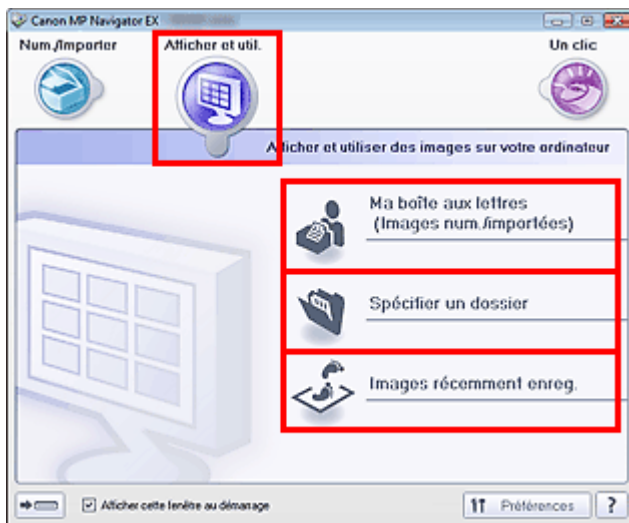 Canon MP Navigator EX
Num./Importer
Afficher et util.
Un clic
Afficher et utiliser des images sur votre ordinateur
Ma boîte aux lettres
(Images num./importées)
Spécifier un dossier
Images récemment enreg.
Afficher cette fenêtre au démarrage
Préférences
?